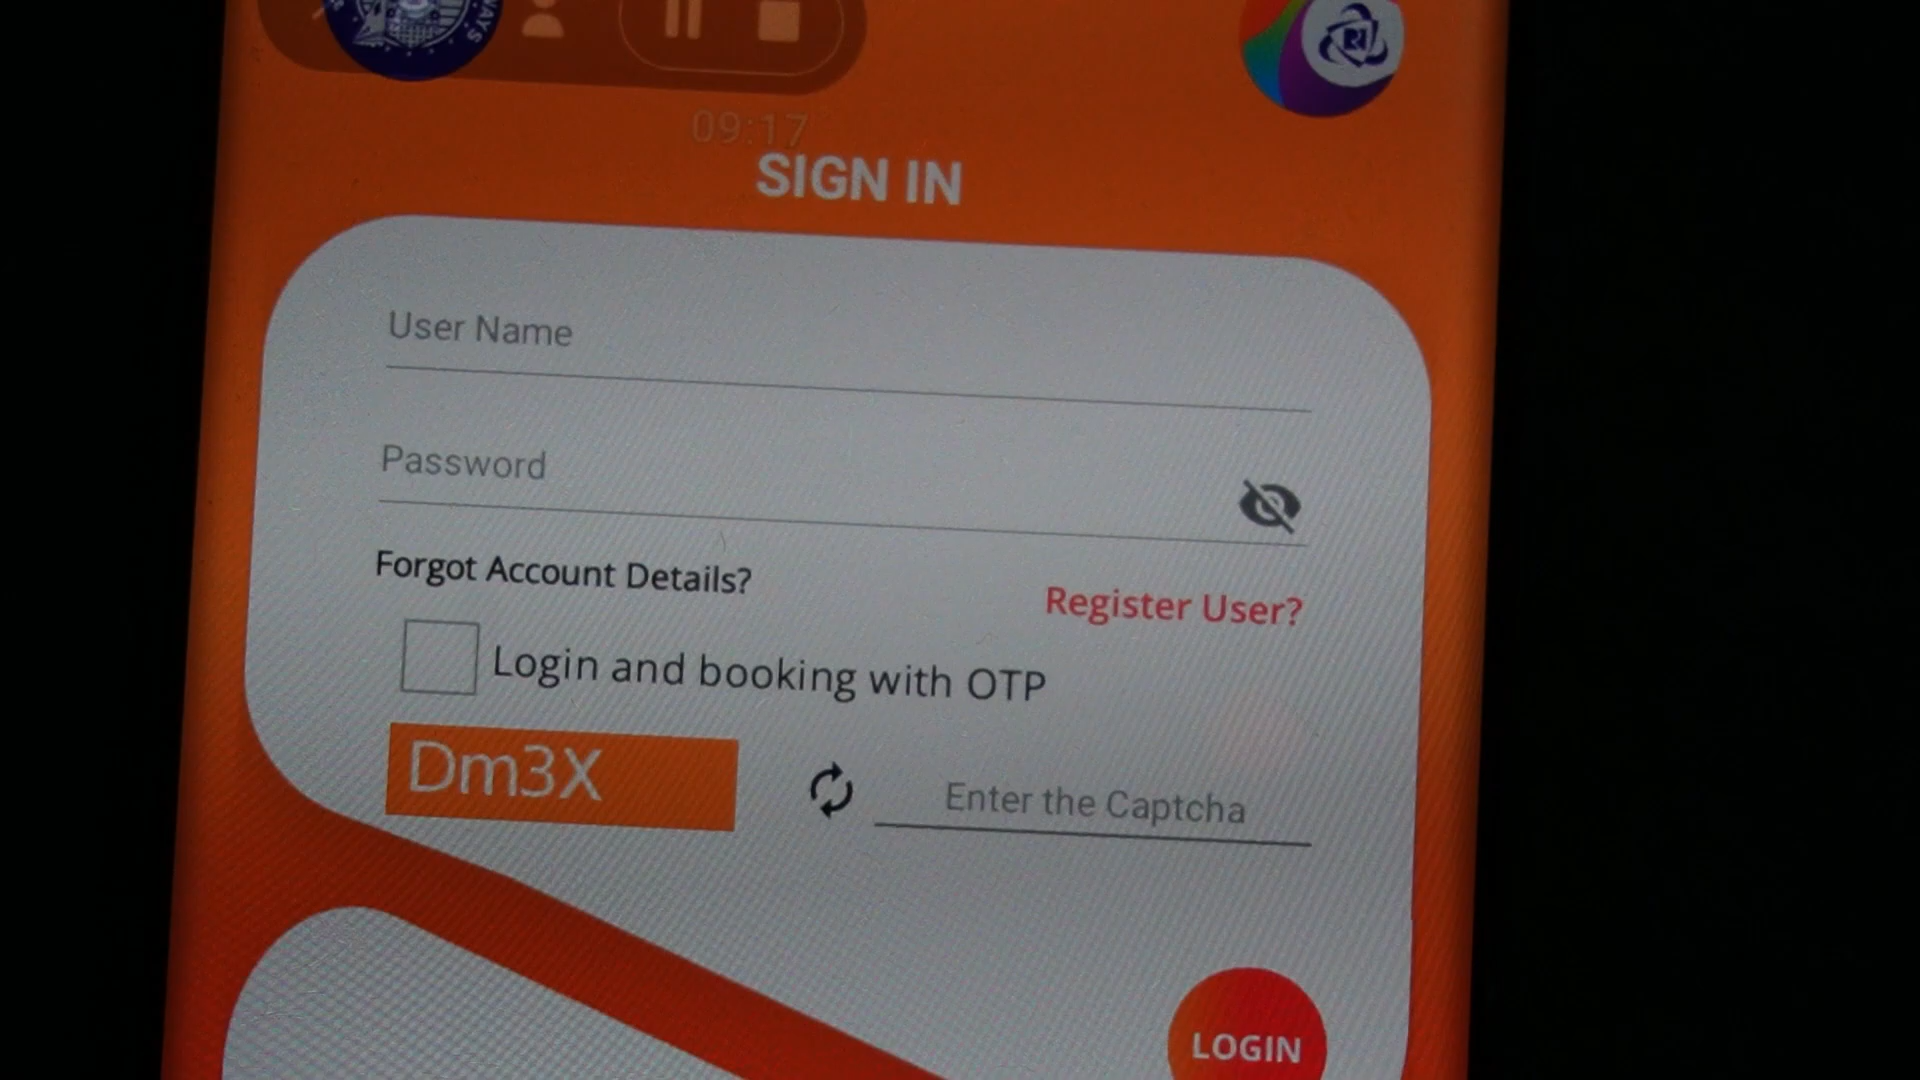 WAYS
09:17
SIGN IN
User Name
Password
Forgot Account Details?
Register User?
Login and booking with OTP
Dm3X
Enter the Captcha
LOGIN